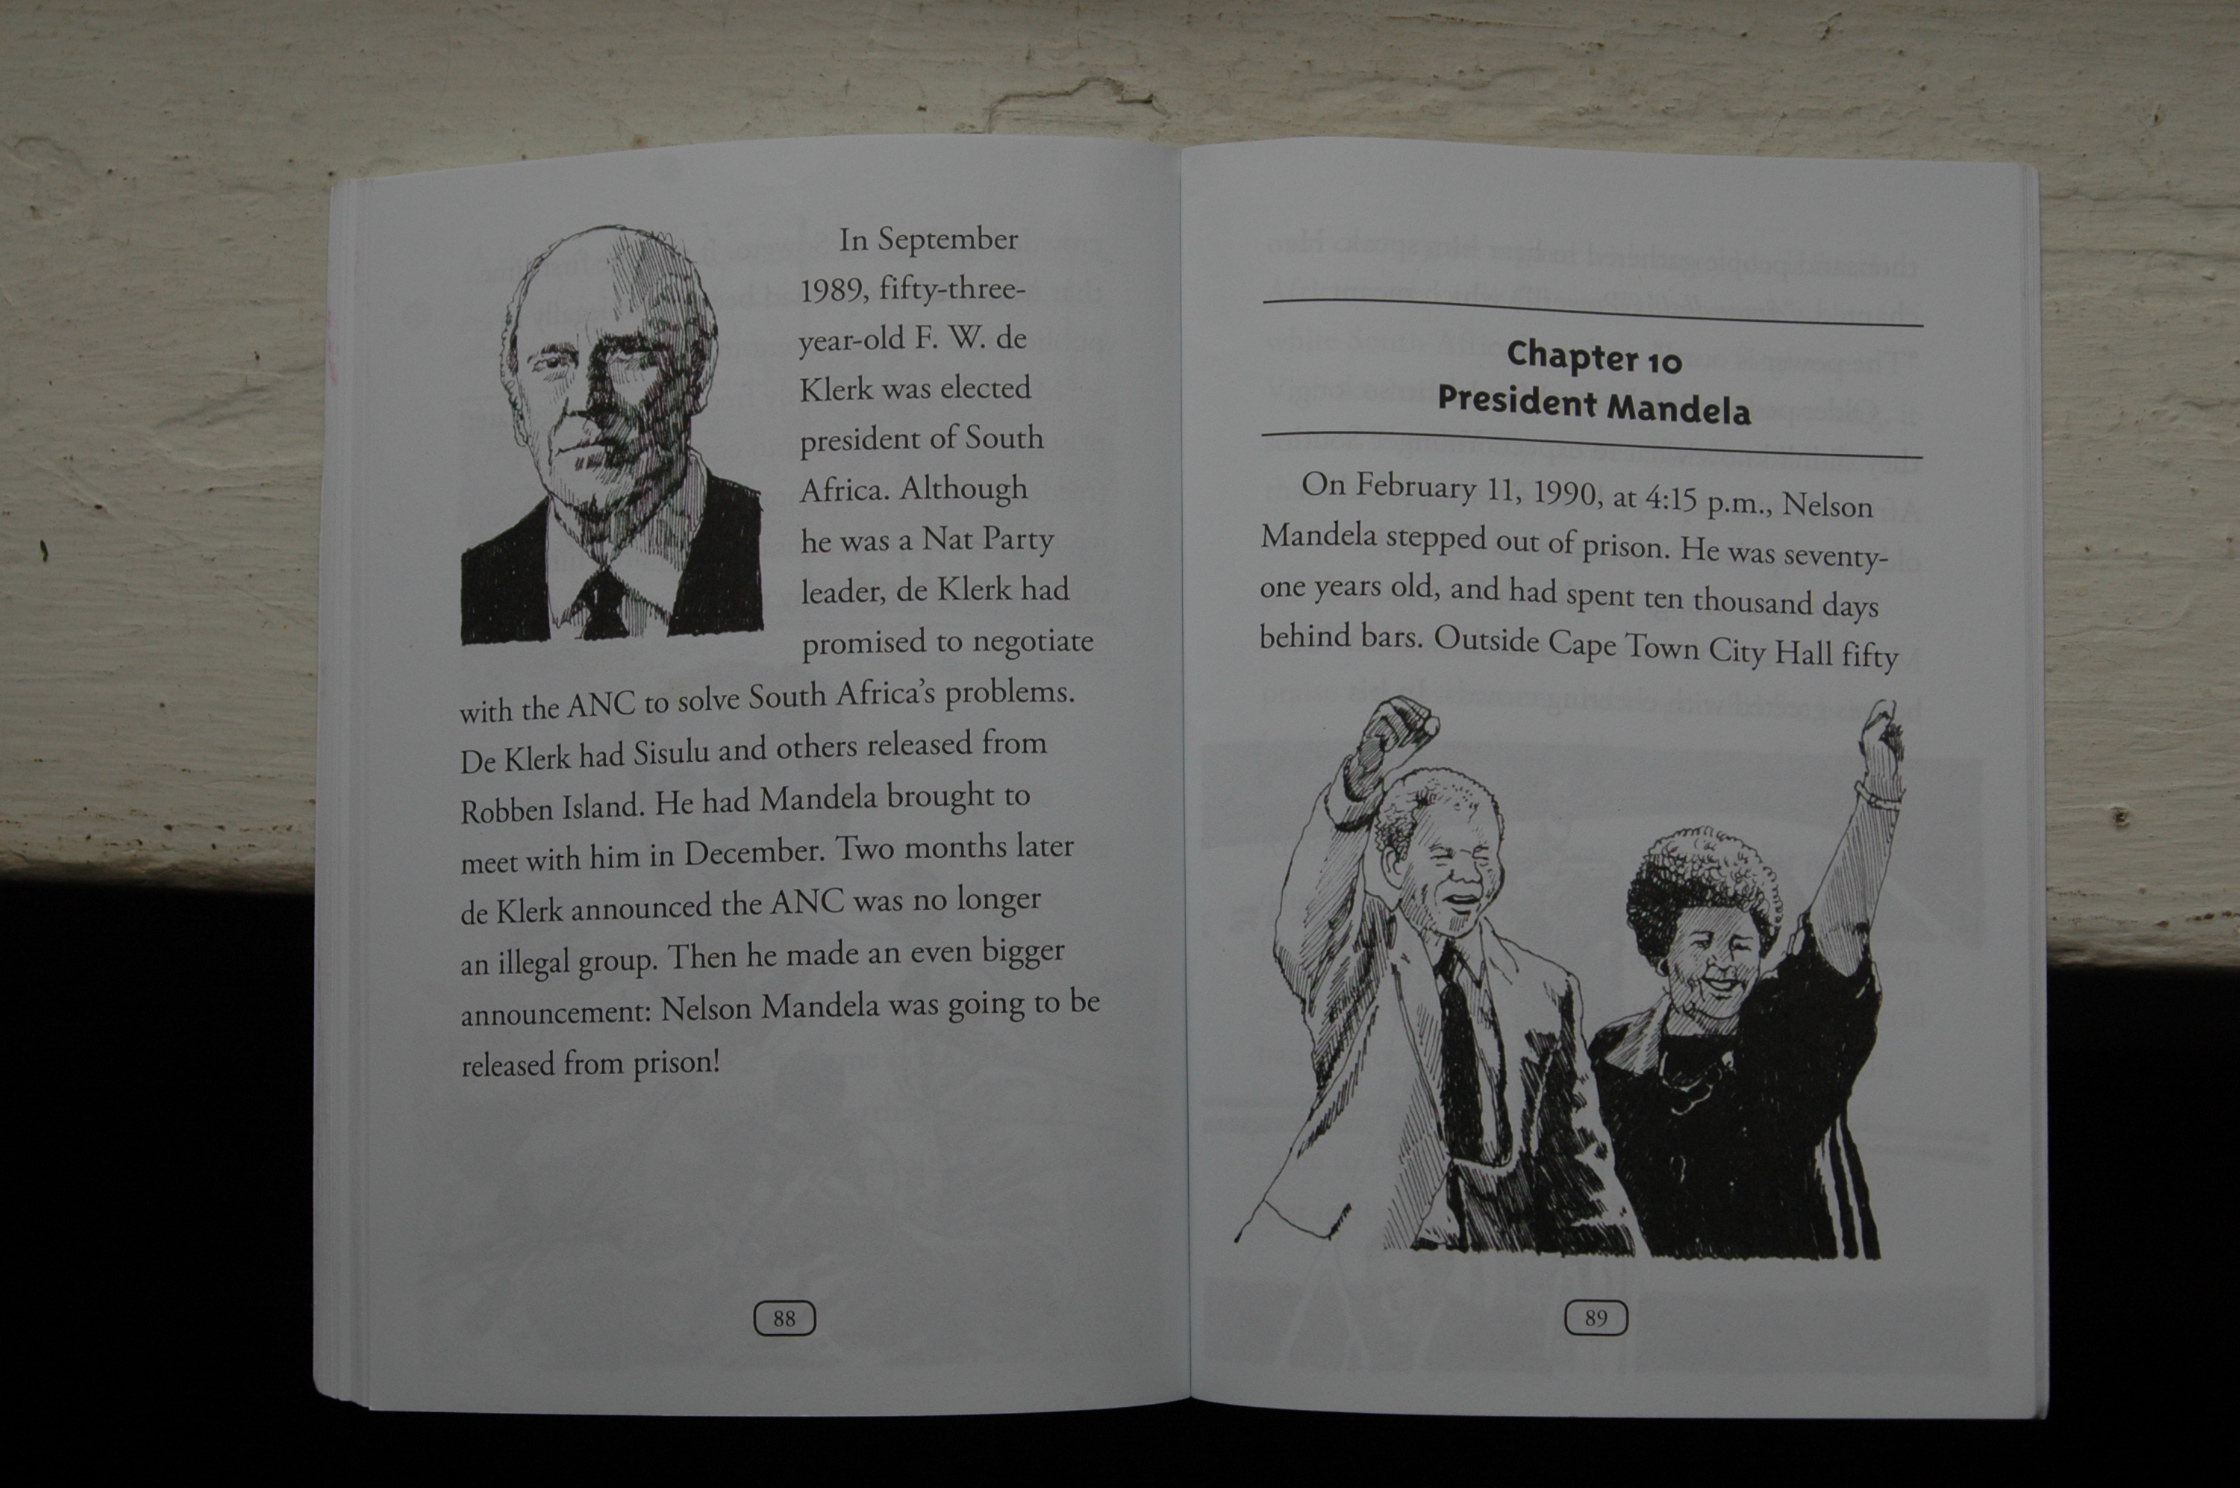 In September
1989, fifty-three-
year-old F. W. de
Klerk was elected
president of South
Africa. Although
he was a Nat Party
leader, de Klerk had
promised to negotiate
with the ANC to solve South Africa's problems.
De Klerk had Sisulu and others released from
Robben Island. He had Mandela brought to
meet with him in December. Two months later
de Klerk announced the ANC was no longer
an illegal group. Then he made an even bigger
announcement: Nelson Mandela was going to be
released from prison!
88
Chapter 10
President Mandela
On February 11, 1990, at 4:15 p.m., Nelson
Mandela stepped out of prison. He was seventy-
one years old, and had spent ten thousand days
behind bars. Outside Cape Town City Hall fifty
89